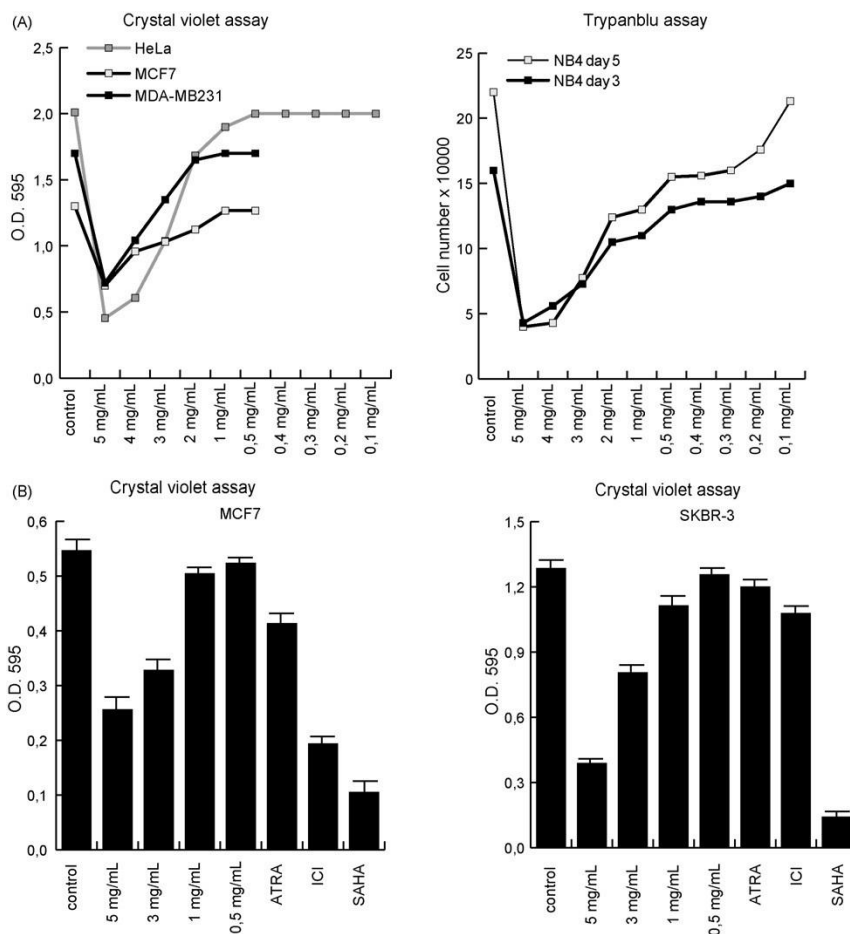 (A)
Crystal violet assay
HeLa
MCF7
MDA-MB231
2,5
2,0
1,5
1,0
0,5
0,0
O.D. 595
control
5 mg/mL
4 mg/mL
3 mg/mL
2 mg/mL
1 mg/mL
0,5 mg/mL
0,4 mg/mL
0,3 mg/mL
0,2 mg/mL
0,1 mg/mL
Trypanblu assay
NB4 day 5
NB4 day 3
25
20
15
10
5
0
Cell number x 10000
control
5 mg/mL
4 mg/mL
3 mg/mL
2 mg/mL
1 mg/mL
0,5 mg/mL
0,4 mg/mL
0,3 mg/mL
0,2 mg/mL
0,1 mg/mL
(B)
Crystal violet assay
MCF7
0,6
0,5
0,4
0,3
0,2
0,1
0,0
O.D. 595
control
5 mg/mL
3 mg/mL
1 mg/mL
0,5 mg/mL
ATRA
ICI
SAHA
Crystal violet assay
SKBR-3
1,5
1,2
0,9
0,6
0,3
0,0
O.D. 595
control
5 mg/mL
3 mg/mL
1 mg/mL
0,5 mg/mL
ATRA
ICI
SAHA